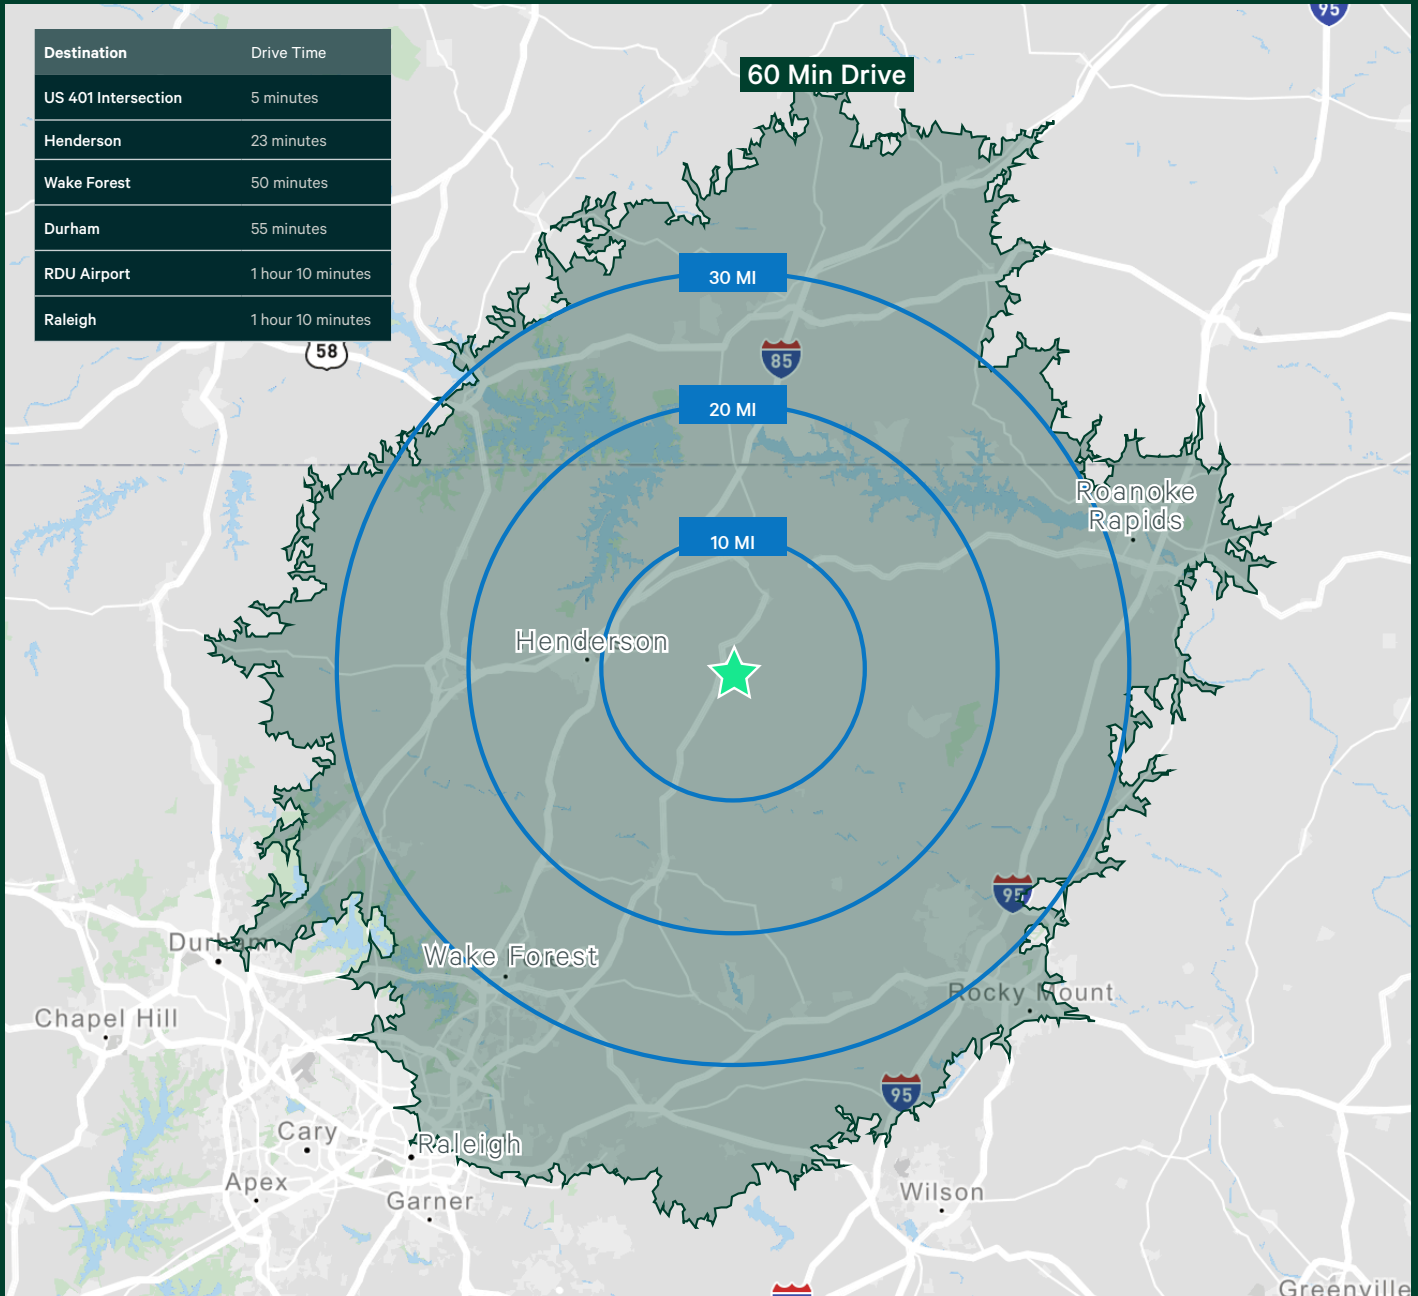 95
Destination Drive Time
US 401 Intersection 5 minutes
Henderson 23 minutes
Wake Forest 50 minutes
Durham 55 minutes
RDU Airport 1 hour 10 minutes
Raleigh 1 hour 10 minutes
60 Min Drive
30 MI
58
85
20 MI
Roanoke
Rapids
10 MI
Henderson
95
Durham
Wake Forest
Rocky Mount
Chapel Hill
95
Cary
Raleigh
Apex
Garner
Wilson
Greenville